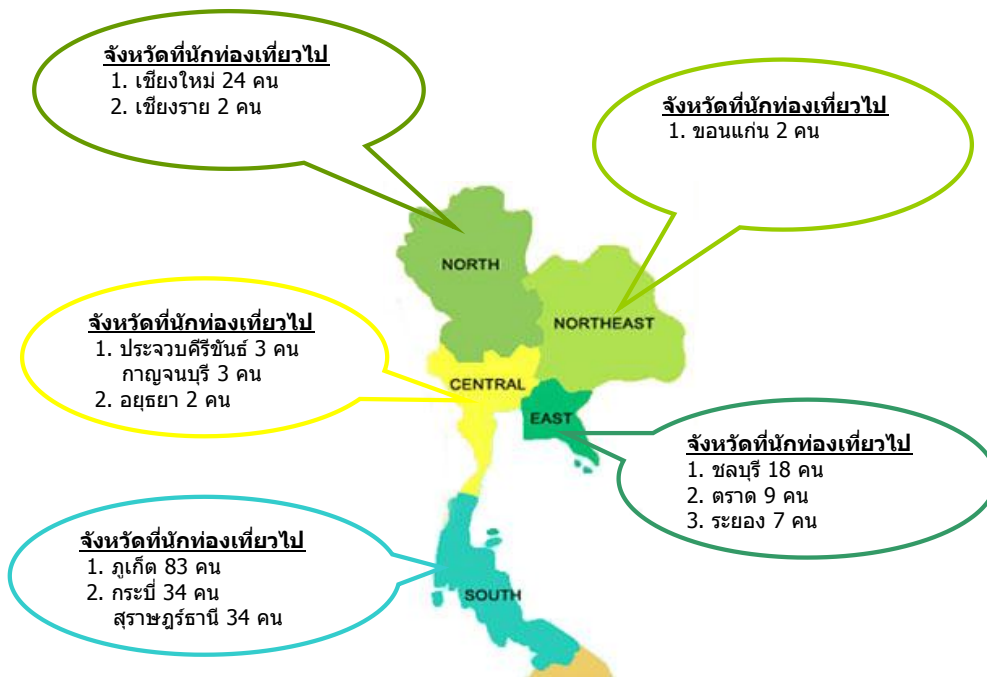 จังหวัดที่นักท่องเที่ยวไป
1. เชียงใหม่ 24 คน
2. เชียงราย 2 คน
จังหวัดที่นักท่องเที่ยวไป
1. ขอนแก่น 2 คน
NORTH
NORTHEAST
จังหวัดที่นักท่องเที่ยวไป
1. ประจวบคีรีขันธ์ 3 คน
กาญจนบุรี 3 คน
2. อยุธยา 2 คน
CENTRAL
EAST
จังหวัดที่นักท่องเที่ยวไป
1. ชลบุรี 18 คน
2. ตราด 9 คน
3. ระยอง 7 คน
จังหวัดที่นักท่องเที่ยวไป
1. ภูเก็ต 83 คน
2. กระบี่ 34 คน
สุราษฎร์ธานี 34 คน
SOUTH